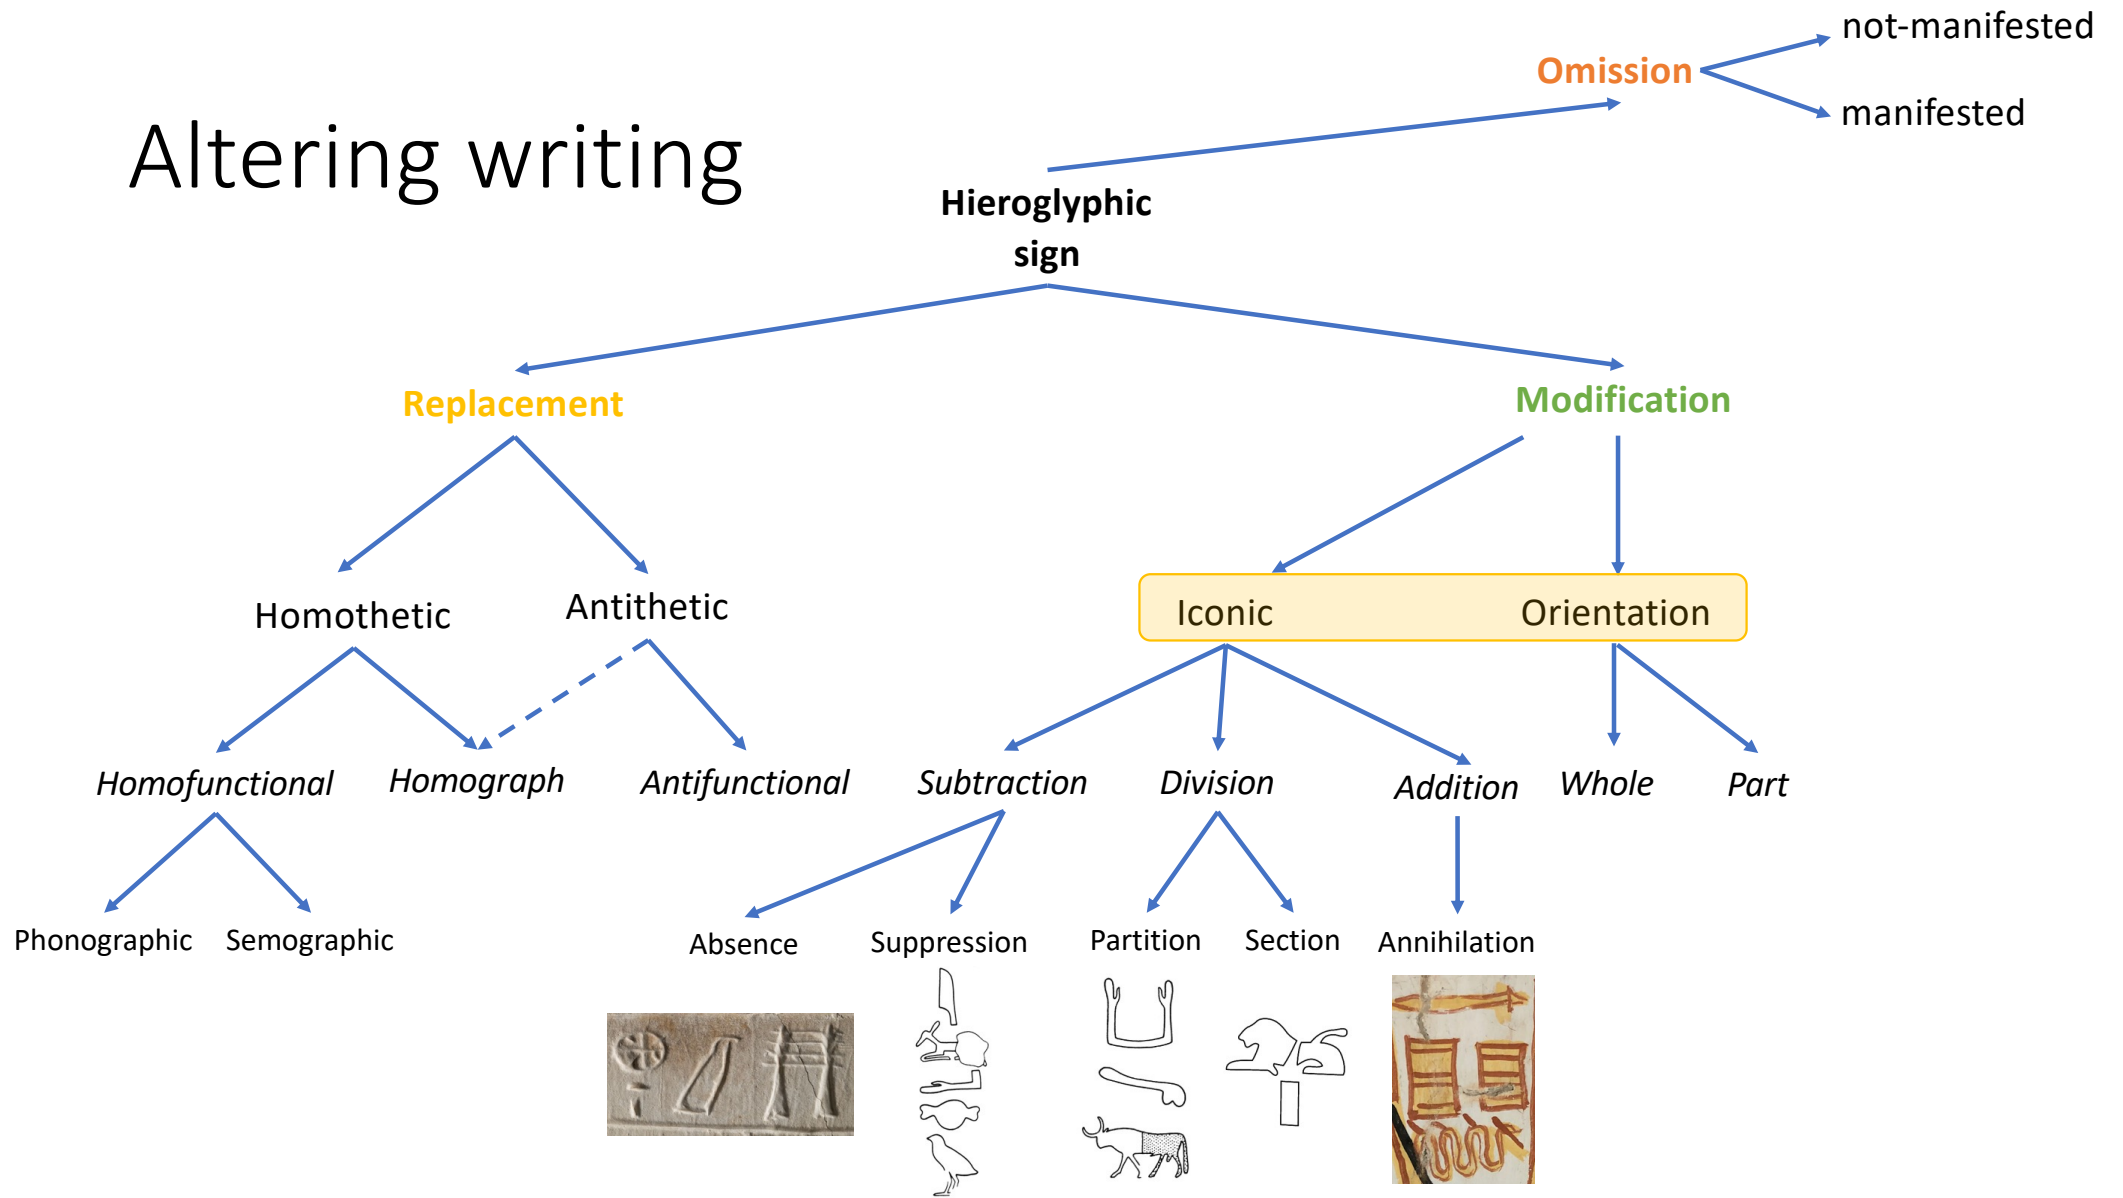 not-manifested
Omission
manifested
Altering writing
Hieroglyphic
sign
Replacement
Modification
Homothetic
Antithetic
Iconic
Orientation
Homofunctional
Homograph
Antifunctional
Subtraction
Division
Addition
Whole
Part
Phonographic
Semographic
Absence
Suppression
Partition
Section
Annihilation